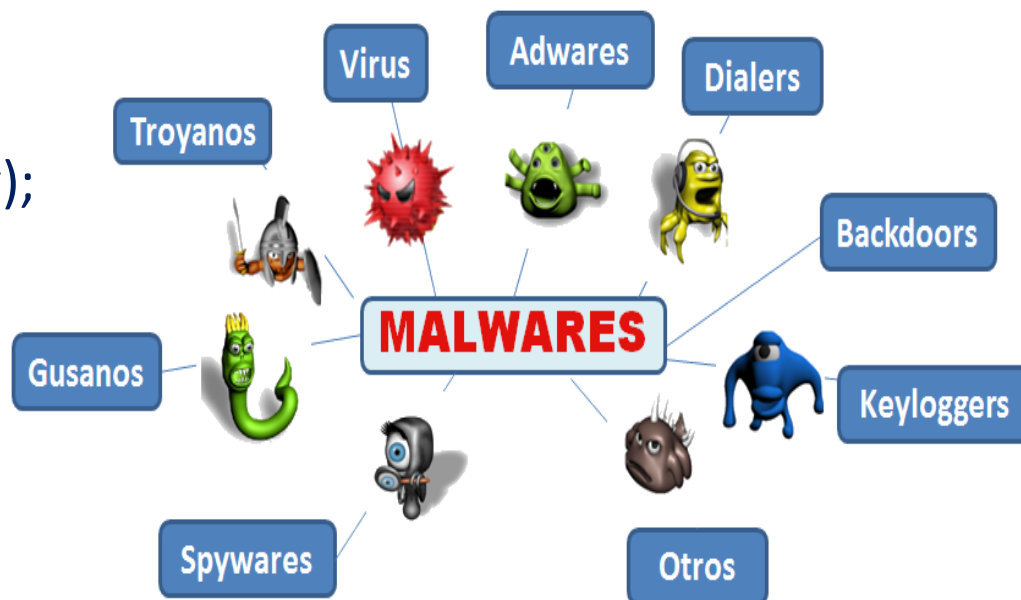 Virus
Adwares
Dialers
Troyanos
);
Backdoors
MALWARES
Gusanos
Keyloggers
Spywares
Otros